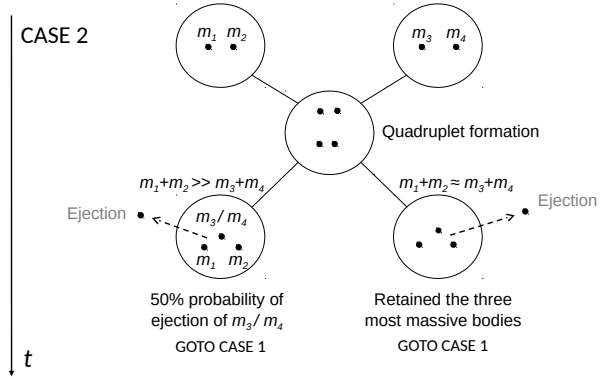 CASE 2
m1 m2
m3 m4
Quadruplet formation
m1+m2 >> m3+m4
m1+m2 ≈ m3+m4
Ejection
Ejection
m3 / m4
m1 m2
50% probability of
ejection of m3 / m4
GOTO CASE 1
Retained the three
most massive bodies
GOTO CASE 1
t